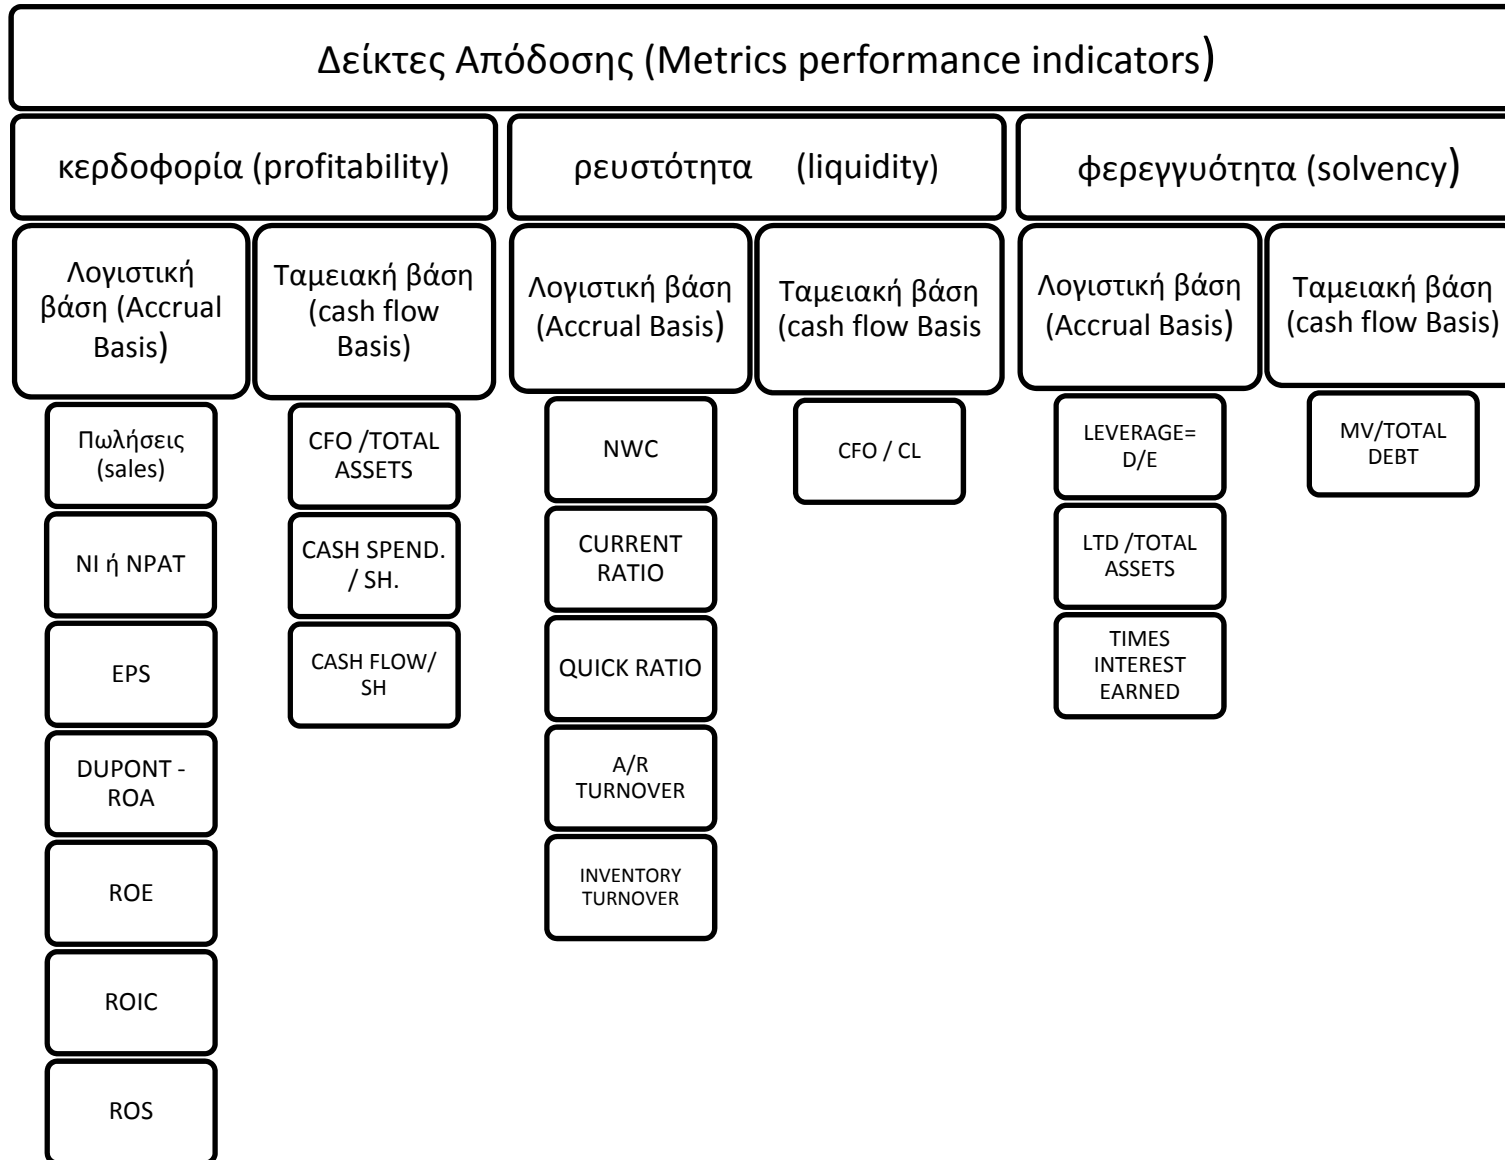 Δείκτες Απόδοσης (Metrics performance indicators)
κερδοφορία (profitability)
ρευστότητα (liquidity)
φερεγγυότητα (solvency)
Λογιστική
βάση (Accrual
Basis)
Ταμειακή βάση
(cash flow
Basis)
Λογιστική βάση
(Accrual Basis)
Ταμειακή βάση
(cash flow Basis
Λογιστική βάση
(Accrual Basis)
Ταμειακή βάση
(cash flow Basis)
Πωλήσεις
(sales)
NI ή NPAT
EPS
DUPONT -
ROA
ROE
ROIC
ROS
CFO /TOTAL
ASSETS
CASH SPEND.
/ SH.
CASH FLOW/
SH
NWC
CURRENT
RATIO
QUICK RATIO
A/R
TURNOVER
INVENTORY
TURNOVER
CFO / CL
LEVERAGE=
D/E
LTD /TOTAL
ASSETS
TIMES
INTEREST
EARNED
MV/TOTAL
DEBT